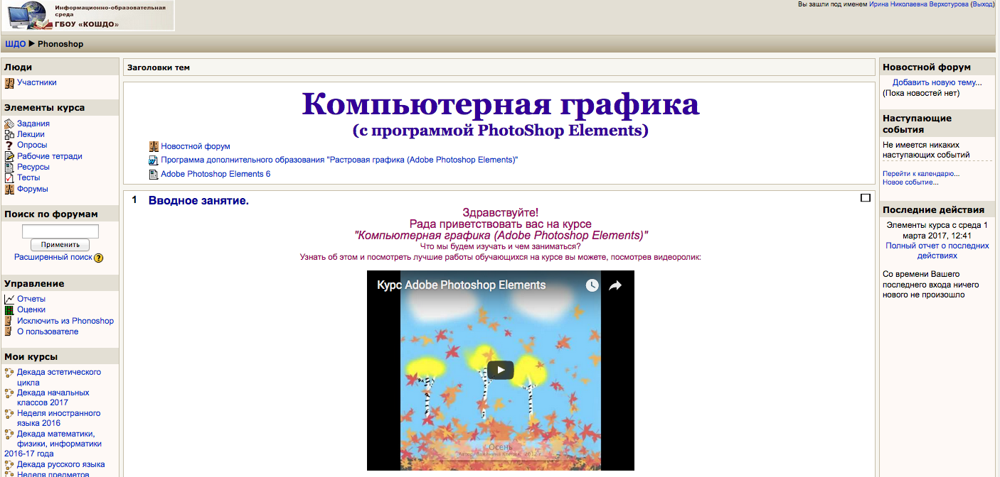 Информационно-образовательная
среда
ГБОУ «КОШДО»
Вы зашли под именем Ирина Николаевна Верхотурова (Выход)
ШДО ► Phonoshop
Люди
Участники
Элементы курса
Задания
Лекции
Опросы
Рабочие тетради
Ресурсы
Тесты
Форумы
Поиск по форумам
Применить
Расширенный поиск ?
Управление
Отчеты
Оценки
Исключить из Phonoshop
О пользователе
Мои курсы
Декада эстетического
цикла
Декада начальных
классов 2017
Неделя иностранного
языка 2016
Декада математики,
физики, информатики
2016-17 года
Декада русского языка
Неделя предметов
Заголовки тем
Компьютерная графика
(с программой PhotoShop Elements)
Новостной форум
Программа дополнительного образования "Растровая графика (Adobe Photoshop Elements)"
Adobe Photoshop Elements 6
1 Вводное занятие.
Здравствуйте!
Рада приветствовать вас на курсе
"Компьютерная графика (Adobe Photoshop Elements)"
Что мы будем изучать и чем заниматься?
Узнать об этом и посмотреть лучшие работы обучающихся на курсе вы можете, посмотрев видеоролик:
Курс Adobe Photoshop Elements
Осень
Новостной форум
Добавить новую тему...
(Пока новостей нет)
Наступающие
события
Не имеется никаких
наступающих событий
Перейти к календарю...
Новое событие...
Последние действия
Элементы курса с среда 1
марта 2017, 12:41
Полный отчет о последних
действиях
Со времени Вашего
последнего входа ничего
нового не произошло